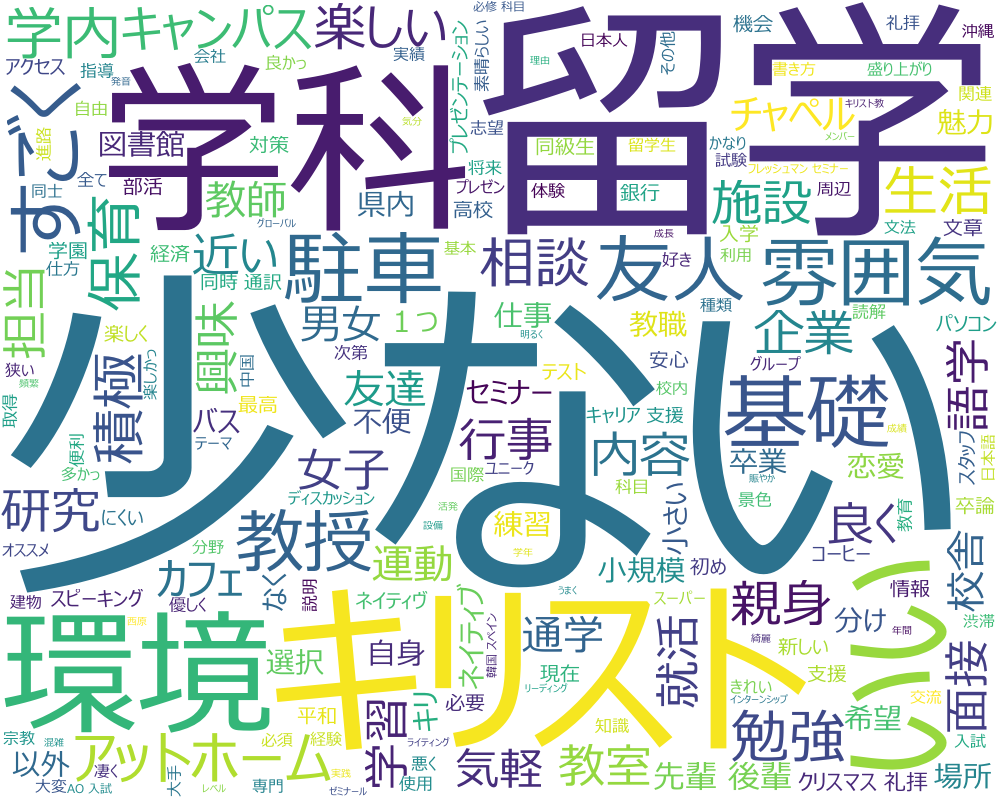 少ない
留学
学科
キリスト
環境
基礎
雰囲気
友人
駐車
教授
すごく
いい
学内
キャンパス
楽しい
アクセス
指導
会社
実績
良かっ
必修 科目
日本人
その他
機会
礼拝
沖縄
発音
自由
進路
図書館
対策
気分
プレゼンテーション
素晴らしい
理由
志望
同級生
留学生
かなり
試験
書き方
盛り上がり
チャペル
キリスト教
関連
魅力
メンバー
フレッシュマン セミナー
同士
全て
部活
教師
県内
高校
将来
プレゼン
体験
銀行
施設
周辺
生活
グローバル
成長
入学
文法
文章
学園
仕方
経済
近い
同時 通訳
基本
相談
好き
利用
保育
担当
興味
男女
1つ
仕事
教職
種類
企業
読解
パソコン
狭い
楽しく
積極
楽しかっ
中国
次第
明るく
安心
グループ
語学
頻繁
取得
バス
最高
友達
セミナー
テスト
校内
不便
キャリア 支援
テーマ
便利
多かっ
女子
行事
内容
卒業
成績
スタッフ
日本語
国際
ユニーク
科目
賑やか
恋愛
ディスカッション
研究
にくい
活発
練習
景色
教育
卒論
設備
小さい
良く
オススメ
分野
運動
学年
小規模
初め
コーヒー
カフェ
なく
説明
建物
スピーキング
優しく
ネイティヴ
ネイティブ
うまく
スーパー
親身
情報
校舎
分け
渋滞
西原
韓国 スペイン
通学
就活
綺麗
年間
選択
自身
現在
新しい
支援
面接
リーディング
きれい
インターンシップ
交流
平和
キリ
必要
知識
勉強
希望
入試
宗教
混雑
必須
経験
学習
ライティング
以外
アットホーム
悪く
気軽
教室
先輩
後輩
クリスマス 礼拝
場所
大変
AO 入試
凄く
大手
実践
レベル
専門
ゼミナール
使用